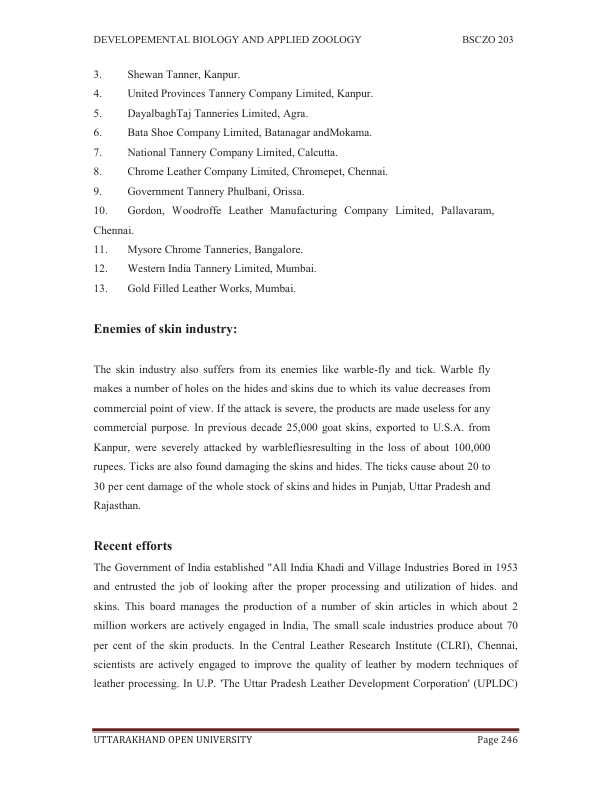 DEVELOPEMENTAL BIOLOGY AND APPLIED ZOOLOGY BSCZO 203
3. Shewan Tanner, Kanpur.
4. United Provinces Tannery Company Limited, Kanpur.
5. DayalbaghTaj Tanneries Limited, Agra.
6. Bata Shoe Company Limited, Batanagar andMokama.
7. National Tannery Company Limited, Calcutta.
8. Chrome Leather Company Limited, Chromepet, Chennai.
9. Government Tannery Phulbani, Orissa.
10. Gordon, Woodroffe Leather Manufacturing Company Limited, Pallavaram,
Chennai.
11. Mysore Chrome Tanneries, Bangalore.
12. Western India Tannery Limited, Mumbai.
13. Gold Filled Leather Works, Mumbai.
Enemies of skin industry:
The skin industry also suffers from its enemies like warble-fly and tick. Warble fly
makes a number of holes on the hides and skins due to which its value decreases from
commercial point of view. If the attack is severe, the products are made useless for any
commercial purpose. In previous decade 25,000 goat skins, exported to U.S.A. from
Kanpur, were severely attacked by warblefliesresulting in the loss of about 100,000
rupees. Ticks are also found damaging the skins and hides. The ticks cause about 20 to
30 per cent damage of the whole stock of skins and hides in Punjab, Uttar Pradesh and
Rajasthan.
Recent efforts
The Government of India established "All India Khadi and Village Industries Bored in 1953
and entrusted the job of looking after the proper processing and utilization of hides. and
skins. This board manages the production of a number of skin articles in which about 2
million workers are actively engaged in India, The small scale industries produce about 70
per cent of the skin products. In the Central Leather Research Institute (CLRI), Chennai,
scientists are actively engaged to improve the quality of leather by modern techniques of
leather processing. In U.P. 'The Uttar Pradesh Leather Development Corporation' (UPLDC)
UTTARAKHAND OPEN UNIVERSITY Page 246